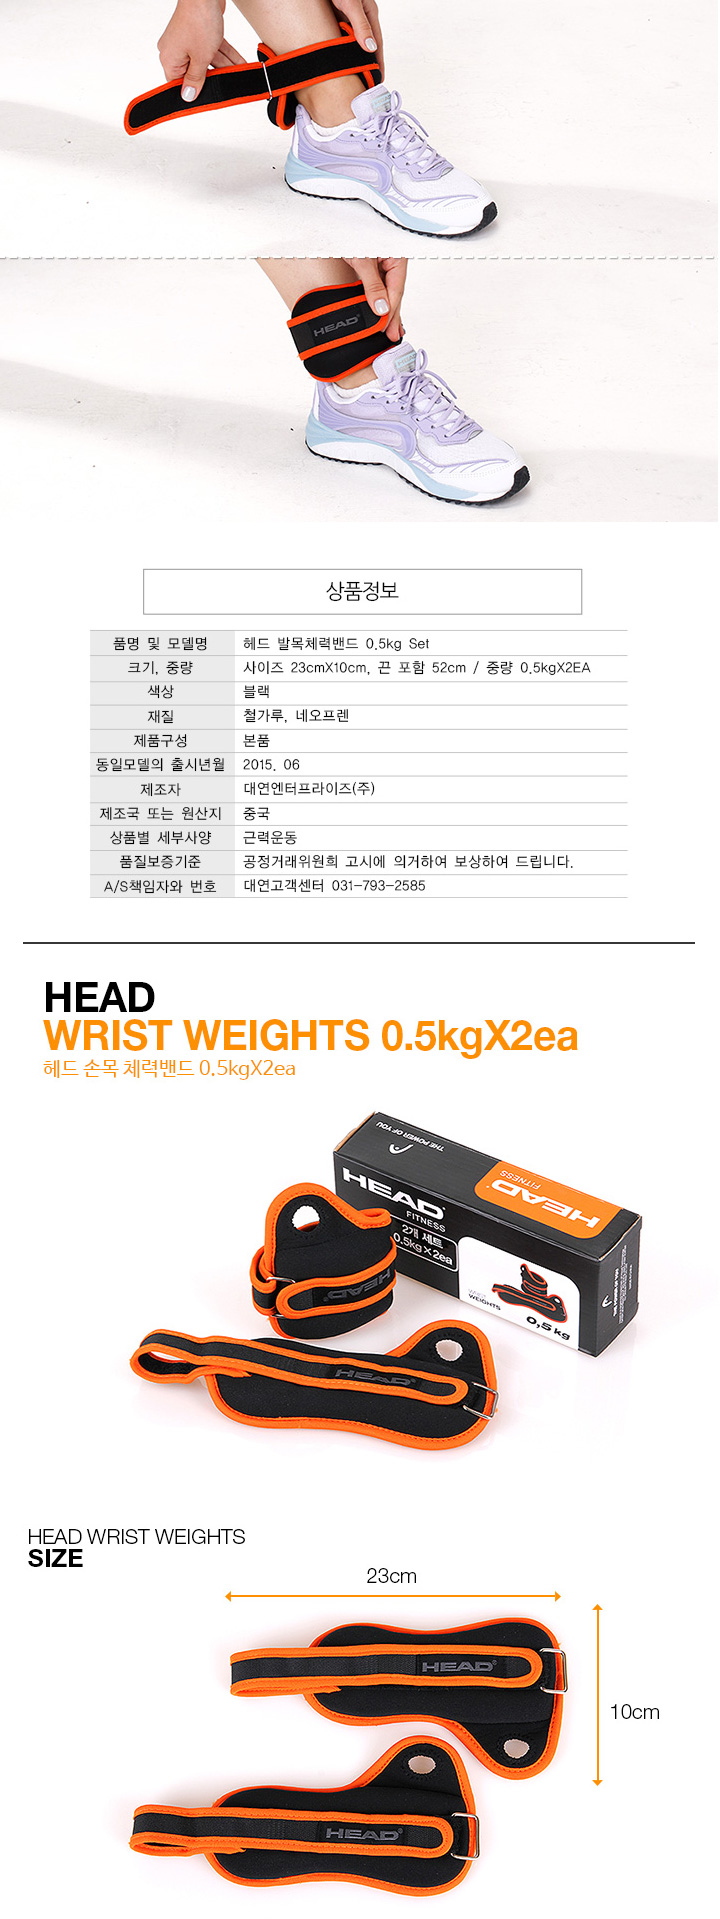 HEAD
상품정보
품명 및 모델명 헤드 발목체력밴드 0.5kg Set
크기, 중량 사이즈 23cmX10cm, 끈 포함 52cm / 중량 0.5kgX2EA
색상 블랙
재질 철가루, 네오프렌
제품구성 본품
동일모델의 출시년월 2015. 06
제조자 대연엔터프라이즈(주)
제조국 또는 원산지 중국
상품별 세부사양 근력운동
품질보증기준 공정거래위원회 고시에 의거하여 보상하여 드립니다.
A/S책임자와 번호 대연고객센터 031-793-2585
HEAD
WRIST WEIGHTS 0.5kgX2ea
헤드 손목 체력밴드 0.5kgX2ea
THE POWER OF YOU
FITNESS
HEAD
HEAD
FITNESS
2개 세트
0.5kg×2ea
WRIST
WEIGHTS
0,5 kg
THE POWER OF YOU
HEAD
HEAD
HEAD WRIST WEIGHTS
SIZE
23cm
HEAD
10cm
HEAD